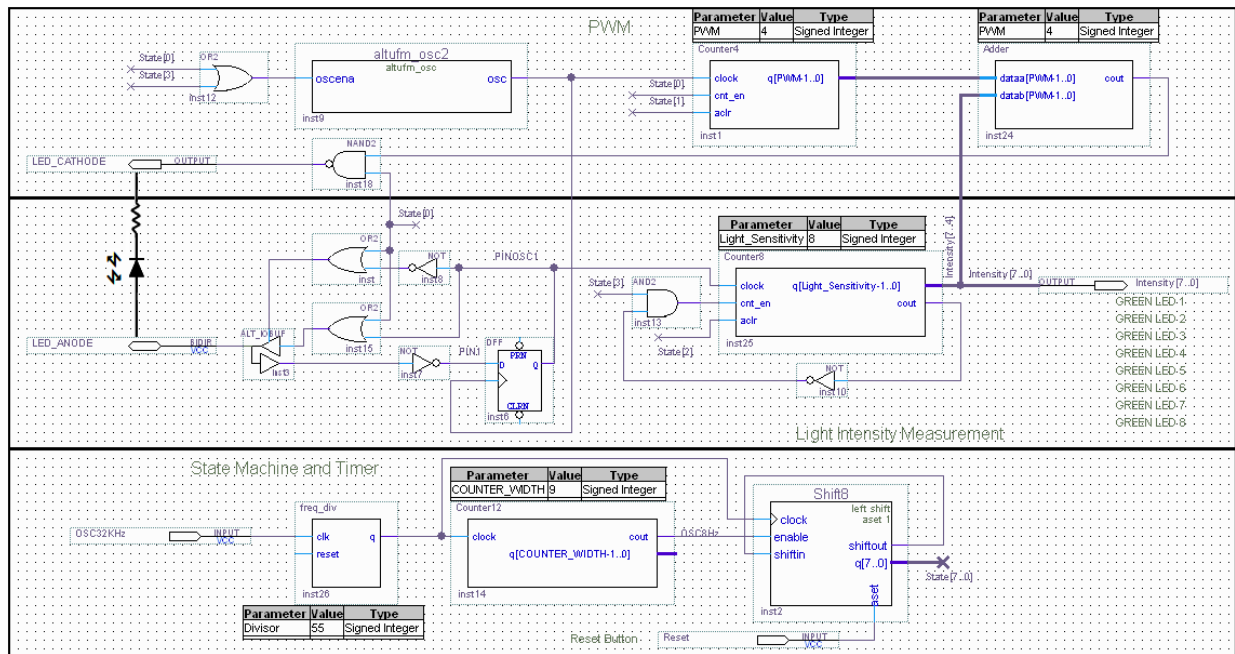 PWM
Parameter Value Type
PWM 4 Signed Integer
Parameter Value Type
PWM 4 Signed Integer
State[0]
State[3]
OR2
inst12
altufm_osc2
altufm_osc
oscena
osc
inst9
Counter4
State[0]
State[1]
clock
cnt_en
aclr
q[PWM-1..0]
inst1
Adder
dataa[PWM-1..0]
datab[PWM-1..0]
cout
inst24
LED_CATHODE
OUTPUT
NAND2
inst18
State[0]
OR2
inst
NOT
inst8
PINOSC1
Parameter Value Type
Light_Sensitivity 8 Signed Integer
Counter8
clock
cnt_en
aclr
q[Light_Sensitivity-1..0]
cout
inst25
State[3]
AND2
inst13
State[2]
NOT
inst10
Intensity[7..4]
Intensity[7..0]
OUTPUT
Intensity[7..0]
GREEN LED 1
GREEN LED 2
GREEN LED 3
GREEN LED 4
GREEN LED 5
GREEN LED 6
GREEN LED 7
GREEN LED 8
OR2
inst15
ALT_IOBUF
inst3
LED_ANODE
BIDIR
VCC
NOT
inst7
PIN1
DFF
PRN
D
Q
CLRN
inst6
Light Intensity Measurement
State Machine and Timer
Parameter Value Type
COUNTER_WIDTH 9 Signed Integer
OSC32KHz
INPUT
VCC
freq_div
clk
q
reset
inst26
Parameter Value Type
Divisor 55 Signed Integer
Counter12
clock
cout
q[COUNTER_WIDTH-1..0]
inst14
OSC8Hz
Shift8
left shift
aset 1
clock
enable
shiftin
shiftout
q[7..0]
aset
inst2
State[7..0]
Reset Button
Reset
INPUT
VCC